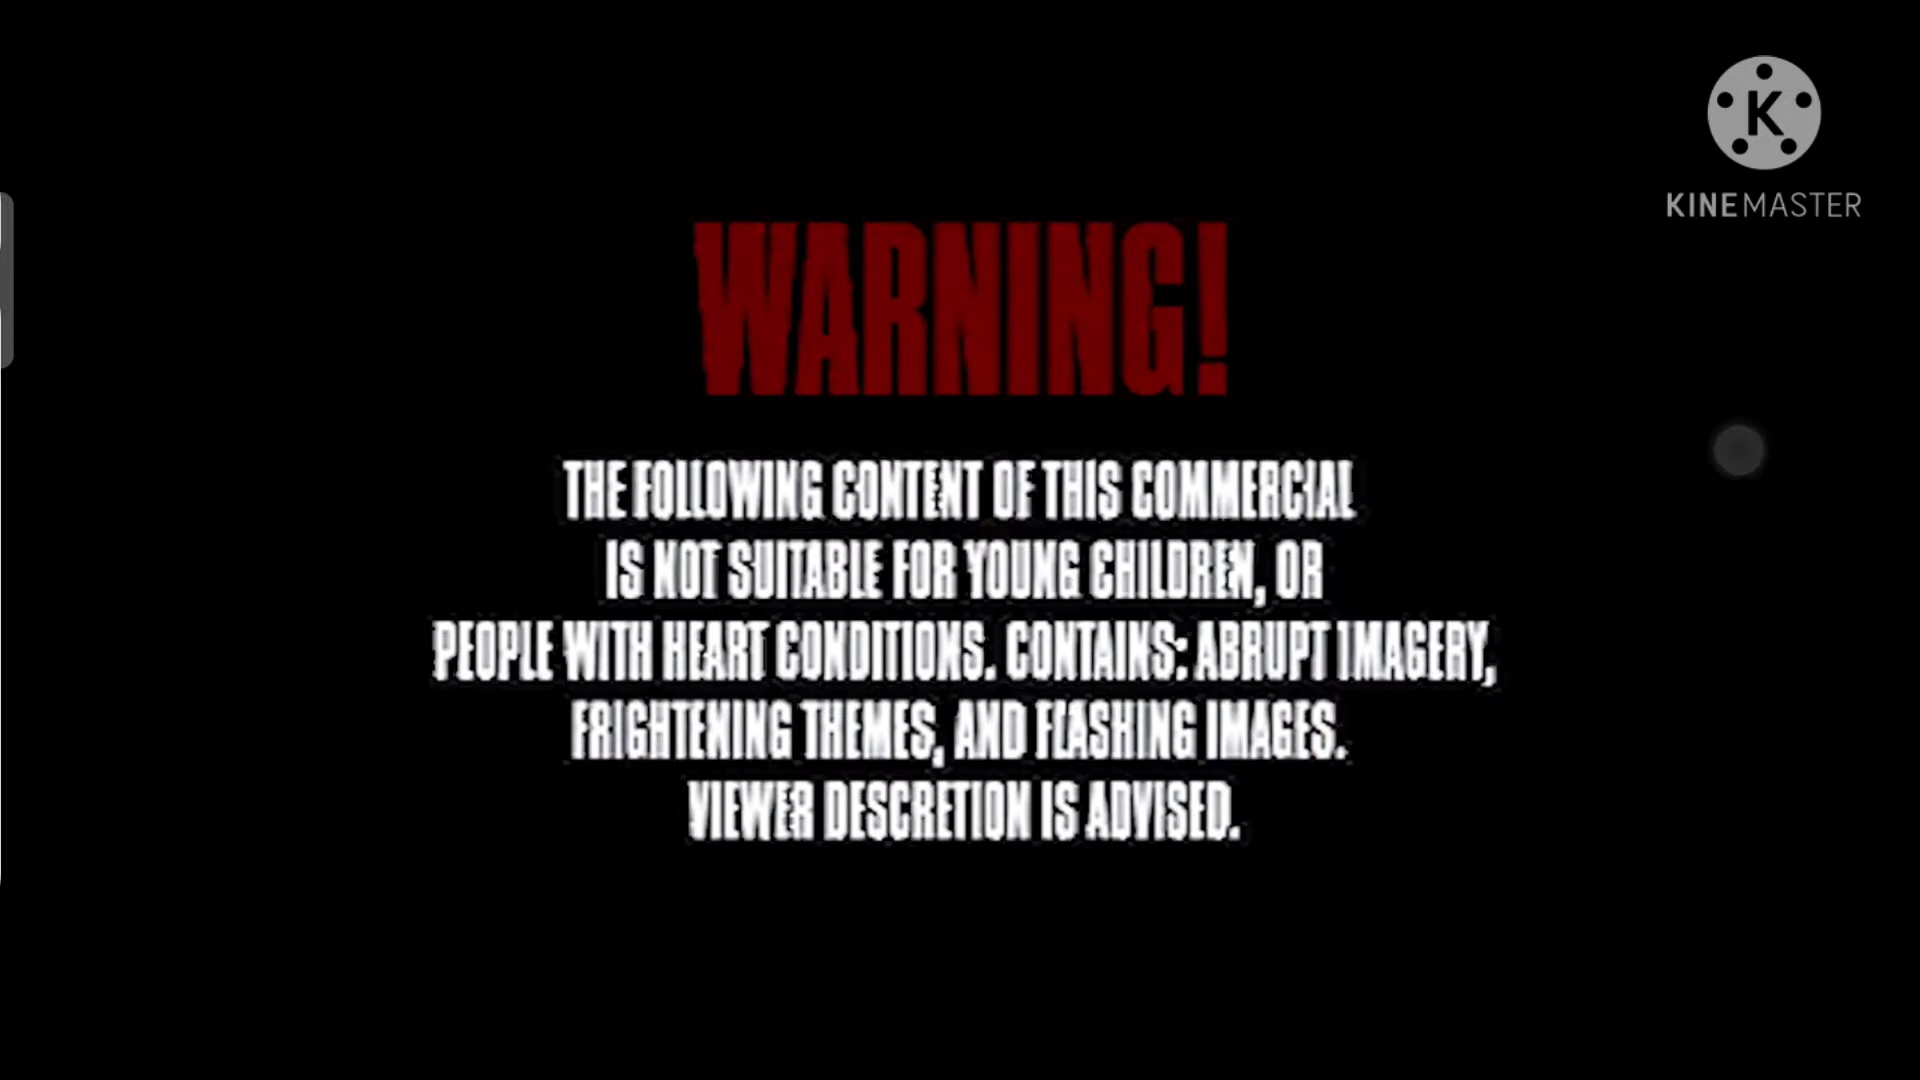 K
KINEMASTER
WARNING!
THE FOLLOWING CONTENT OF THIS COMMERCIAL
IS NOT SUITABLE FOR YOUNG CHILDREN, OR
PEOPLE WITH HEART CONDITIONS. CONTAINS: ABRUPT IMAGERY,
FRIGHTENING THEMES, AND FLASHING IMAGES.
VIEWER DESCRETION IS ADVISED.